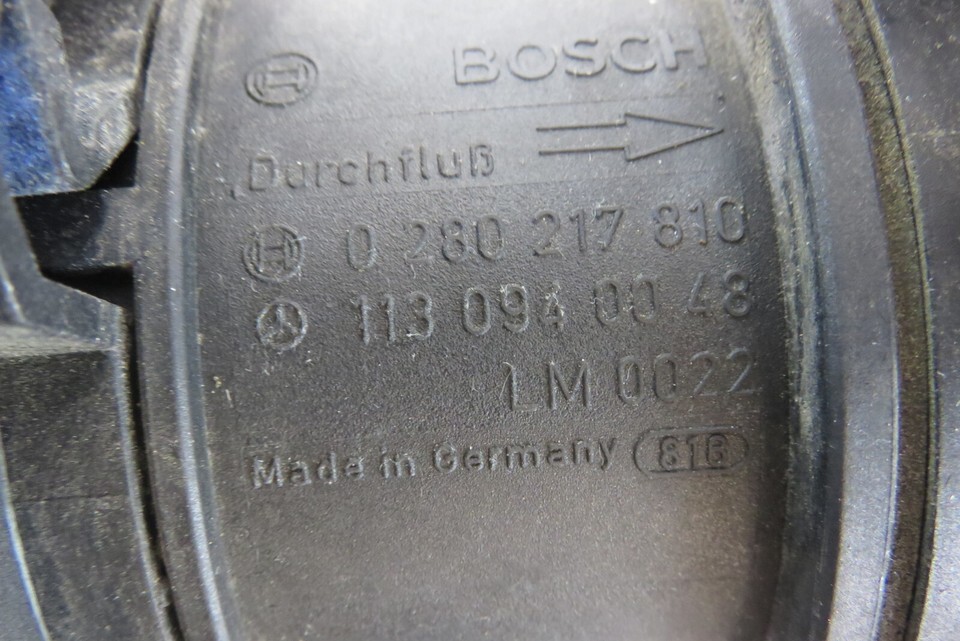 BOSCH
Durchfluß
0 280 217 810
113 094 00 48
LM 0022
Made in Germany 816